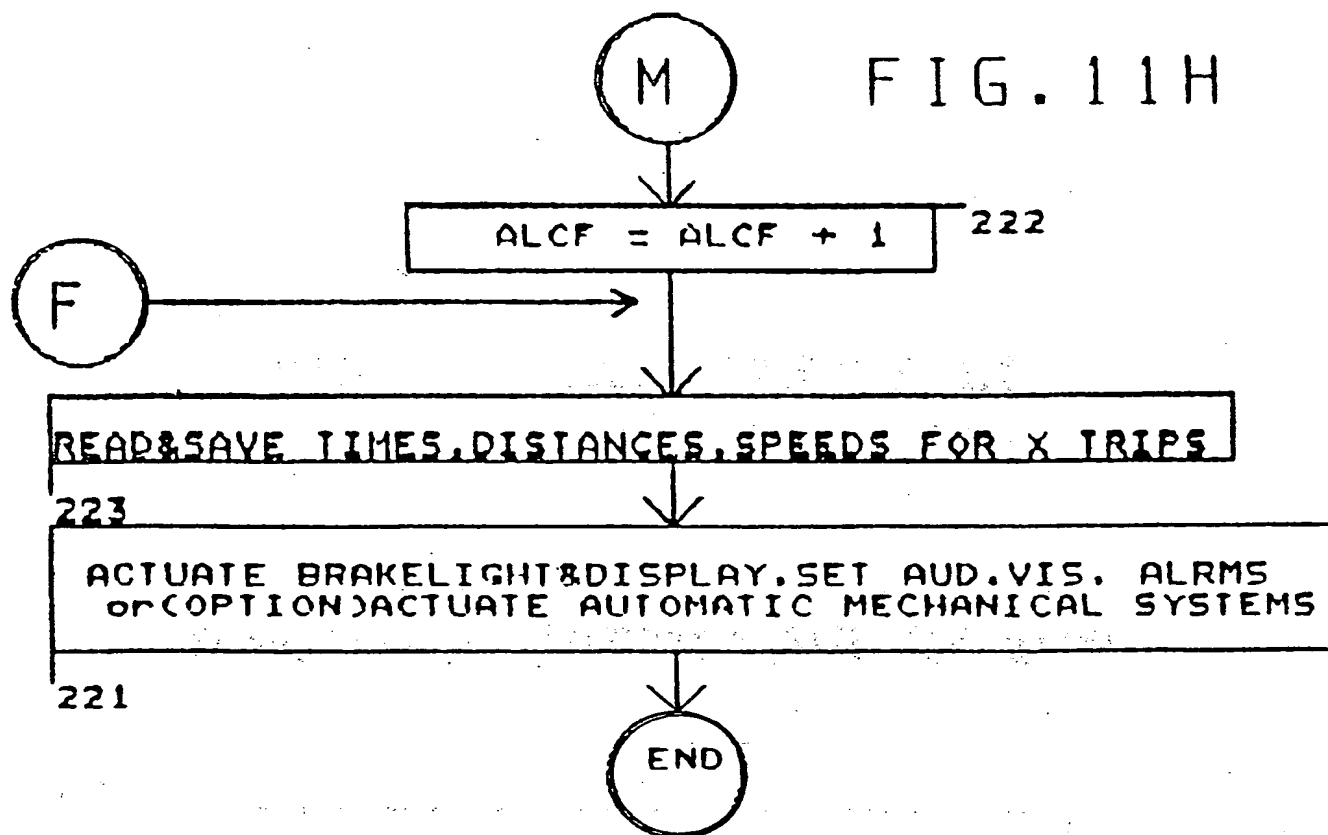 M
FIG. 11H
ALCF = ALCF + 1
222
F
READ&SAVE TIMES,DISTANCES,SPEEDS FOR X TRIPS
223
ACTUATE BRAKELIGHT&DISPLAY.SET AUD.VIS. ALRMS
or(OPTION)ACTUATE AUTOMATIC MECHANICAL SYSTEMS
221
END